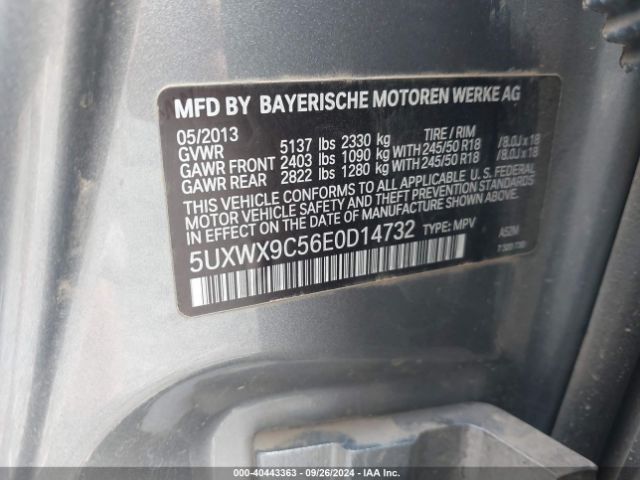 MFD BY BAYERISCHE MOTOREN WERKE AG
05/2013 TIRE / RIM
GVWR 5137 lbs 2330 kg
GAWR FRONT 2403 lbs 1090 kg WITH 245/50 R18 / 8.0J x 18
GAWR REAR 2822 lbs 1280 kg WITH 245/50 R18 / 8.0J x 18
THIS VEHICLE CONFORMS TO ALL APPLICABLE U.S. FEDERAL
MOTOR VEHICLE SAFETY AND THEFT PREVENTION STANDARDS
IN EFFECT ON THE DATE OF MANUFACTURE SHOWN ABOVE.
5UXWX9C56E0D14732 TYPE: MPV A52M
000-40443363 - 09/26/2024 - IAA Inc.